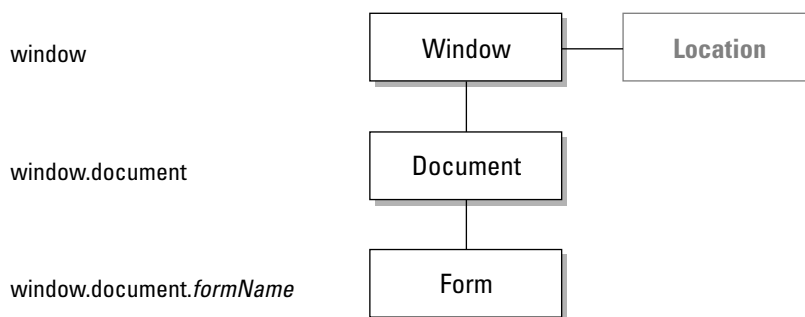 window
Window
Location
window.document
Document
window.document.formName
Form